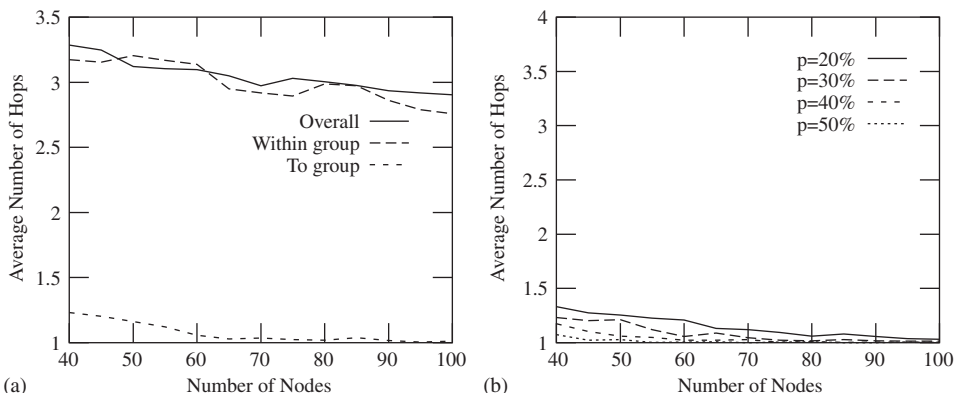 3.5
3
2.5
2
1.5
1
Average Number of Hops
Overall
Within group
To group
40 50 60 70 80 90 100
Number of Nodes
(a)
4
3.5
3
2.5
2
1.5
1
Average Number of Hops
p=20%
p=30%
p=40%
p=50%
40 50 60 70 80 90 100
Number of Nodes
(b)